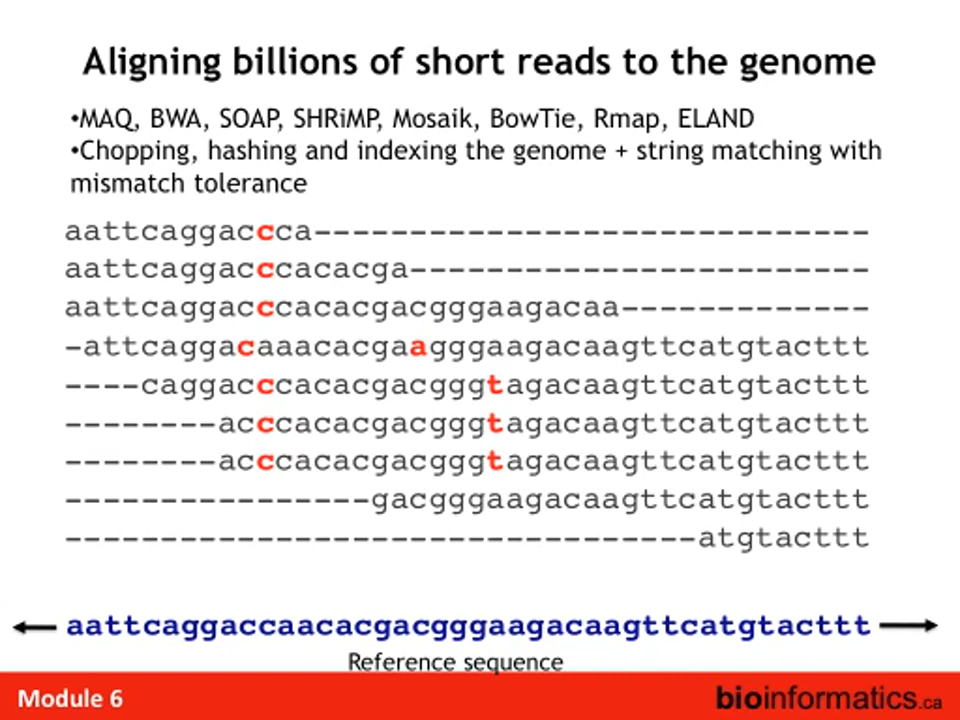 Aligning billions of short reads to the genome
•MAQ, BWA, SOAP, SHRiMP, Mosaik, BowTie, Rmap, ELAND
•Chopping, hashing and indexing the genome + string matching with
mismatch tolerance
aattcaggaccca-----------------------------
aattcaggacccacacga------------------------
aattcaggacccacacgacgggaagacaa-------------
-attcaggacaaacacgaagggaagacaagttcatgtacttt
----caggacccacacgacgggtagacaagttcatgtacttt
--------acccacacgacgggtagacaagttcatgtacttt
--------acccacacgacgggtagacaagttcatgtacttt
----------------gacgggaagacaagttcatgtacttt
---------------------------------atgtacttt
aattcaggaccaacacgacgggaagacaagttcatgtacttt
Reference sequence
Module 6
bioinformatics.ca